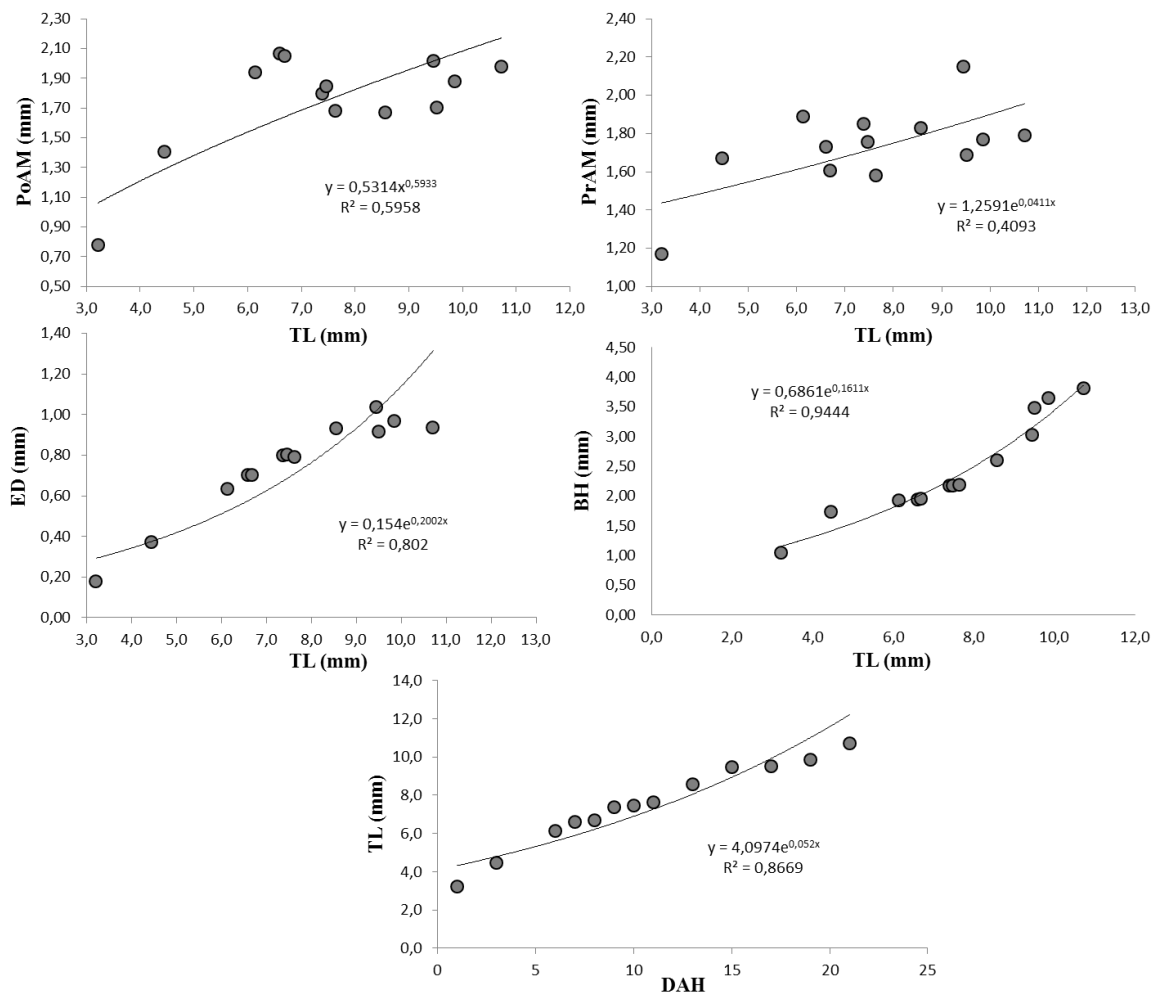 2,30
2,10
1,90
1,70
1,50
1,30
1,10
0,90
0,70
0,50
PoAM (mm)
y = 0,5314x^0,5933
R² = 0,5958
3,0 4,0 5,0 6,0 7,0 8,0 9,0 10,0 11,0 12,0
TL (mm)
2,40
2,20
2,00
1,80
1,60
1,40
1,20
1,00
PrAM (mm)
y = 1,2591e^0,0411x
R² = 0,4093
3,0 4,0 5,0 6,0 7,0 8,0 9,0 10,0 11,0 12,0 13,0
TL (mm)
1,40
1,20
1,00
0,80
0,60
0,40
0,20
0,00
ED (mm)
y = 0,154e^0,2002x
R² = 0,802
3,0 4,0 5,0 6,0 7,0 8,0 9,0 10,0 11,0 12,0 13,0
TL (mm)
4,50
4,00
3,50
3,00
2,50
2,00
1,50
1,00
0,50
0,00
BH (mm)
y = 0,6861e^0,1611x
R² = 0,9444
0,0 2,0 4,0 6,0 8,0 10,0 12,0
TL (mm)
14,0
12,0
10,0
8,0
6,0
4,0
2,0
0,0
TL (mm)
y = 4,0974e^0,052x
R² = 0,8669
0 5 10 15 20 25
DAH